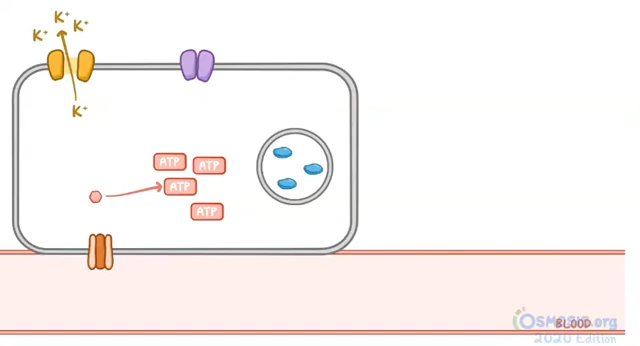 K+
K+
K+
K+
ATP
ATP
ATP
ATP
BLOOD
OSMOSIS.org
2020 Edition